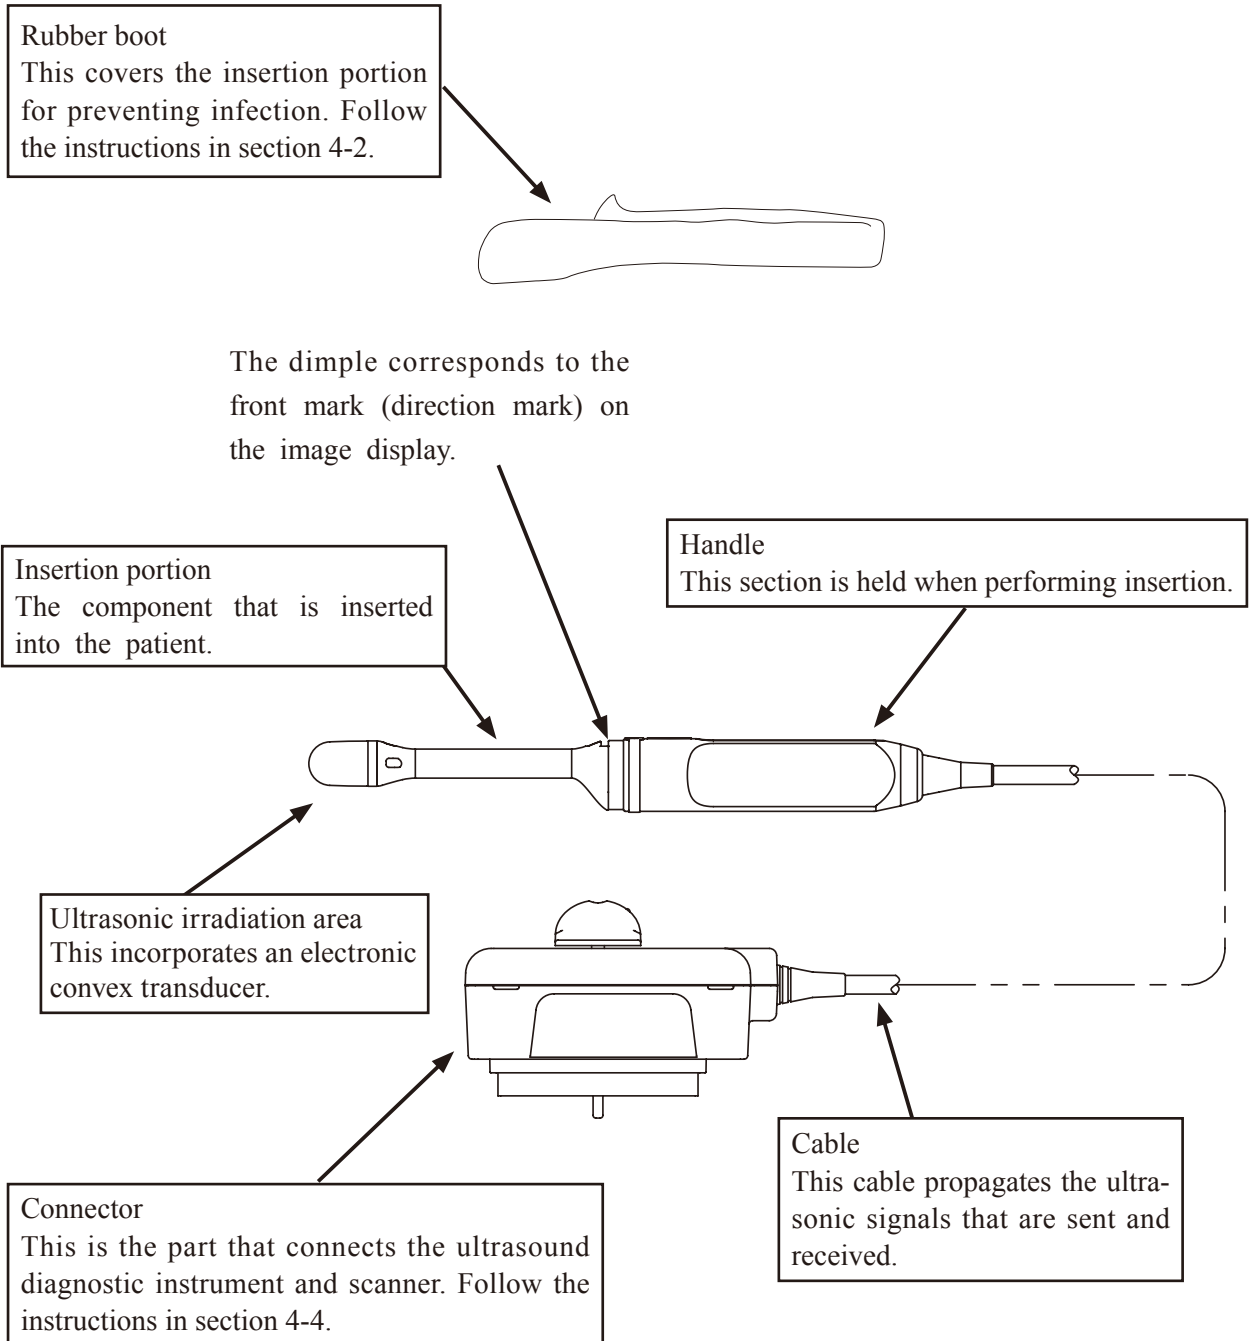 Rubber boot
This covers the insertion portion
for preventing infection. Follow
the instructions in section 4-2.
The dimple corresponds to the
front mark (direction mark) on
the image display.
Handle
This section is held when performing insertion.
Insertion portion
The component that is inserted
into the patient.
Ultrasonic irradiation area
This incorporates an electronic
convex transducer.
Cable
This cable propagates the ultra-
sonic signals that are sent and
received.
Connector
This is the part that connects the ultrasound
diagnostic instrument and scanner. Follow the
instructions in section 4-4.